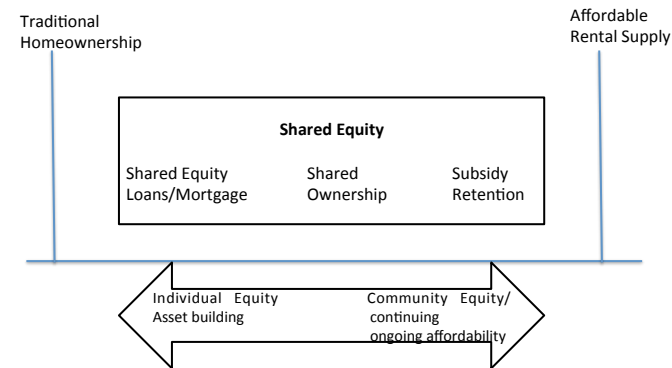 Traditional
Homeownership
Affordable
Rental Supply
Shared Equity
Shared Equity
Loans/Mortgage
Shared
Ownership
Subsidy
Retention
Individual Equity
Asset building
Community Equity/
continuing
ongoing affordability